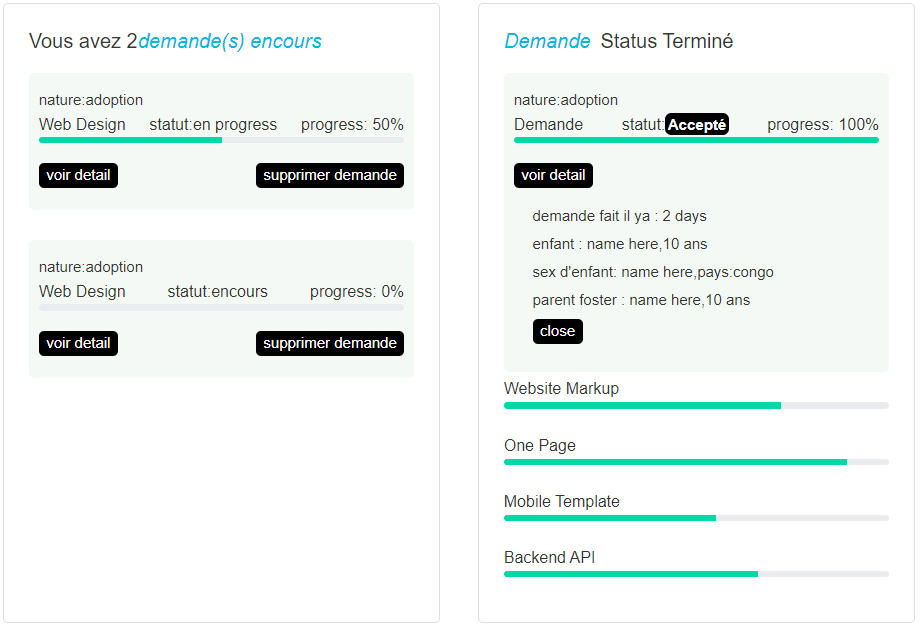 Vous avez 2demande(s) encours
nature:adoption
Web Design statut:en progress progress: 50%
voir detail supprimer demande
nature:adoption
Web Design statut:encours progress: 0%
voir detail supprimer demande
Demande Status Terminé
nature:adoption
Demande statut:Accepté progress: 100%
voir detail
demande fait il ya : 2 days
enfant : name here,10 ans
sex d'enfant: name here,pays:congo
parent foster : name here,10 ans
close
Website Markup
One Page
Mobile Template
Backend API